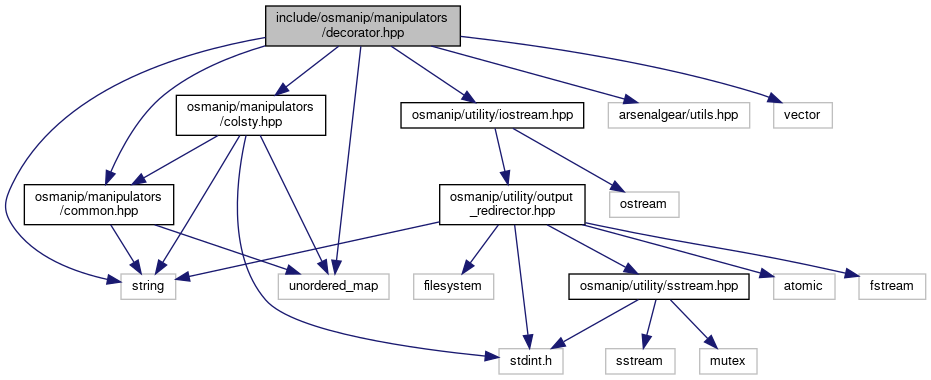 include/osmanip/manipulators
/decorator.hpp
osmanip/manipulators
/colsty.hpp
osmanip/utility/iostream.hpp
arsenalgear/utils.hpp
vector
osmanip/manipulators
/common.hpp
osmanip/utility/output
_redirector.hpp
ostream
string
unordered_map
filesystem
osmanip/utility/sstream.hpp
atomic
fstream
stdint.h
sstream
mutex